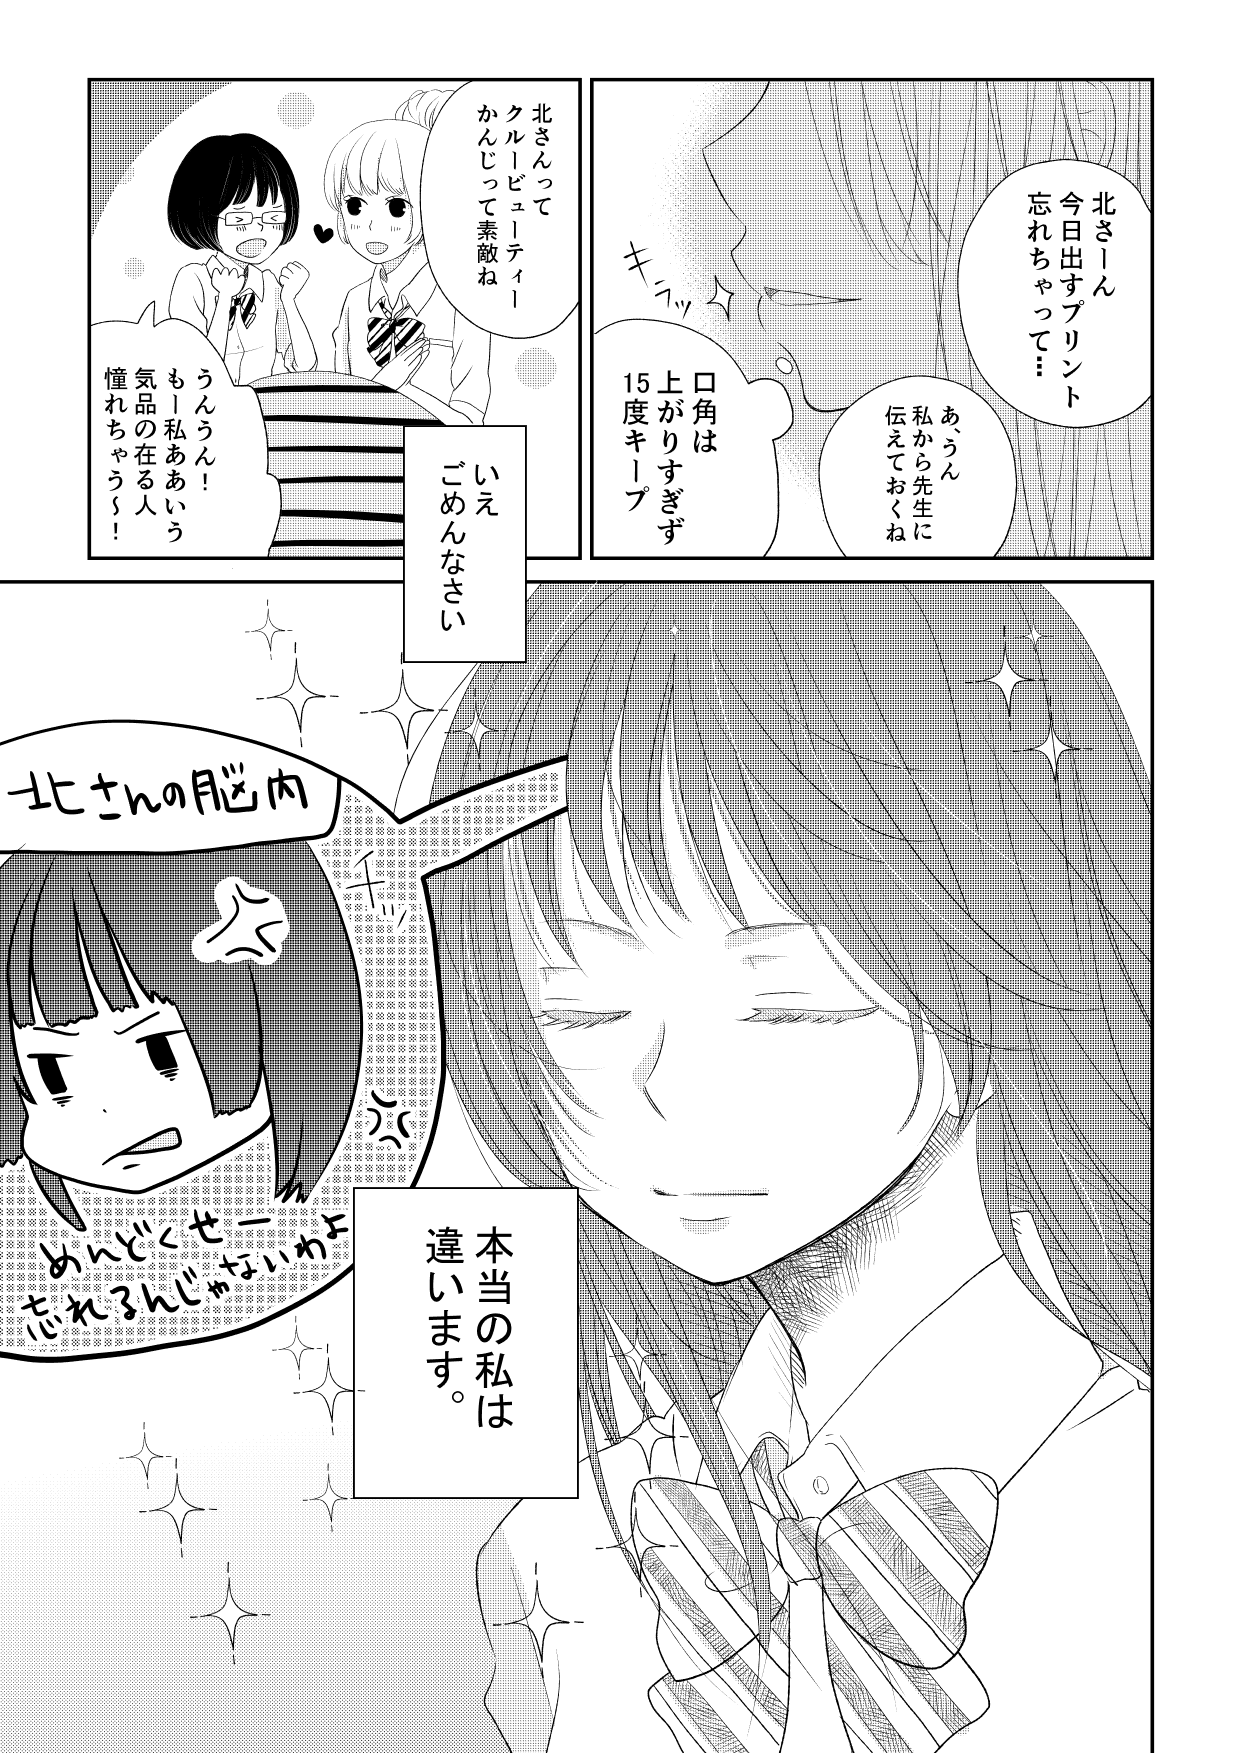 北さーん
今日出すプリント
忘れちゃって…
あ、うん
私から先生に
伝えておくね
キラッ
口角は
上がりすぎず
15度キープ
北さんって
クルービューティー
かんじって素敵ね
うんうん！
もー私ああいう
気品の在る人
憧れちゃう～！
いえ
ごめんなさい
北さんの脳内
キッ
めんどくせー
忘れるんじゃないわよ
本当の私は
違います。